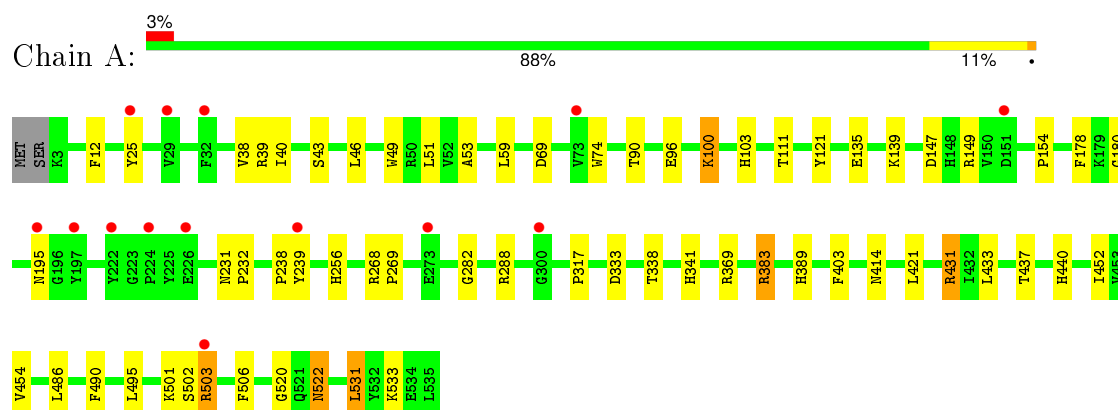 3%
Chain A:
88% 11% •
MET SER K3 F12 Y25 V29 F32 V38 R39 I40 S43 L46 W49 R50 L51 V52 A53 L59 D69 V73 W74 T90 E96 K100 H103 T111 Y121 E135 K139 D147 H148 R149 V150 D151 P154 F178 K179 G180
N195 G196 Y197 Y222 G223 P224 Y225 E226 N231 P232 P238 Y239 H256 R268 P269 E273 G282 R288 G300 P317 D333 T338 H341 R369 R383 H389 F403 N414 L421 R431 I432 L433 T437 H440 I452 V453
V454 L486 F490 L495 K501 S502 R503 F506 G520 Q521 N522 L531 Y532 K533 E534 L535